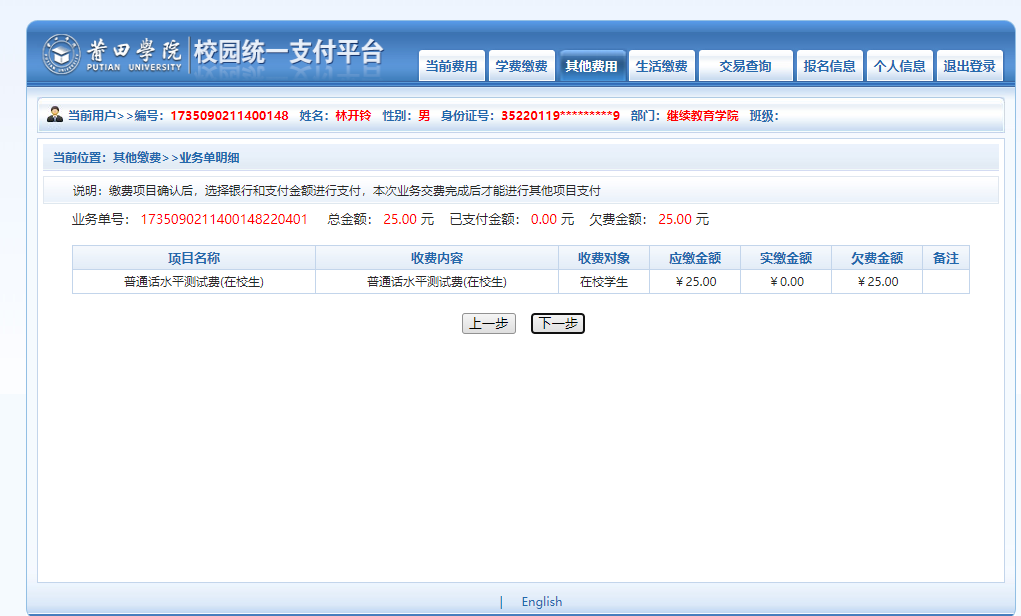 莆田學院 校园统一支付平台
PUTIAN UNIVERSITY
当前费用 学费缴费 其他费用 生活缴费 交易查询 报名信息 个人信息 退出登录
当前用户>>编号: 1735090211400148 姓名: 林开铃 性别: 男 身份证号: 35220119*********9 部门: 继续教育学院 班级:
当前位置: 其他缴费>>业务单明细
说明: 缴费项目确认后, 选择银行和支付金额进行支付, 本次业务交费完成后才能进行其他项目支付
业务单号: 1735090211400148220401 总金额: 25.00 元 已支付金额: 0.00 元 欠费金额: 25.00 元
项目名称 收费内容 收费对象 应缴金额 实缴金额 欠费金额 备注
普通话水平测试费(在校生) 普通话水平测试费(在校生) 在校学生 ￥25.00 ￥0.00 ￥25.00
上一步 下一步
| English